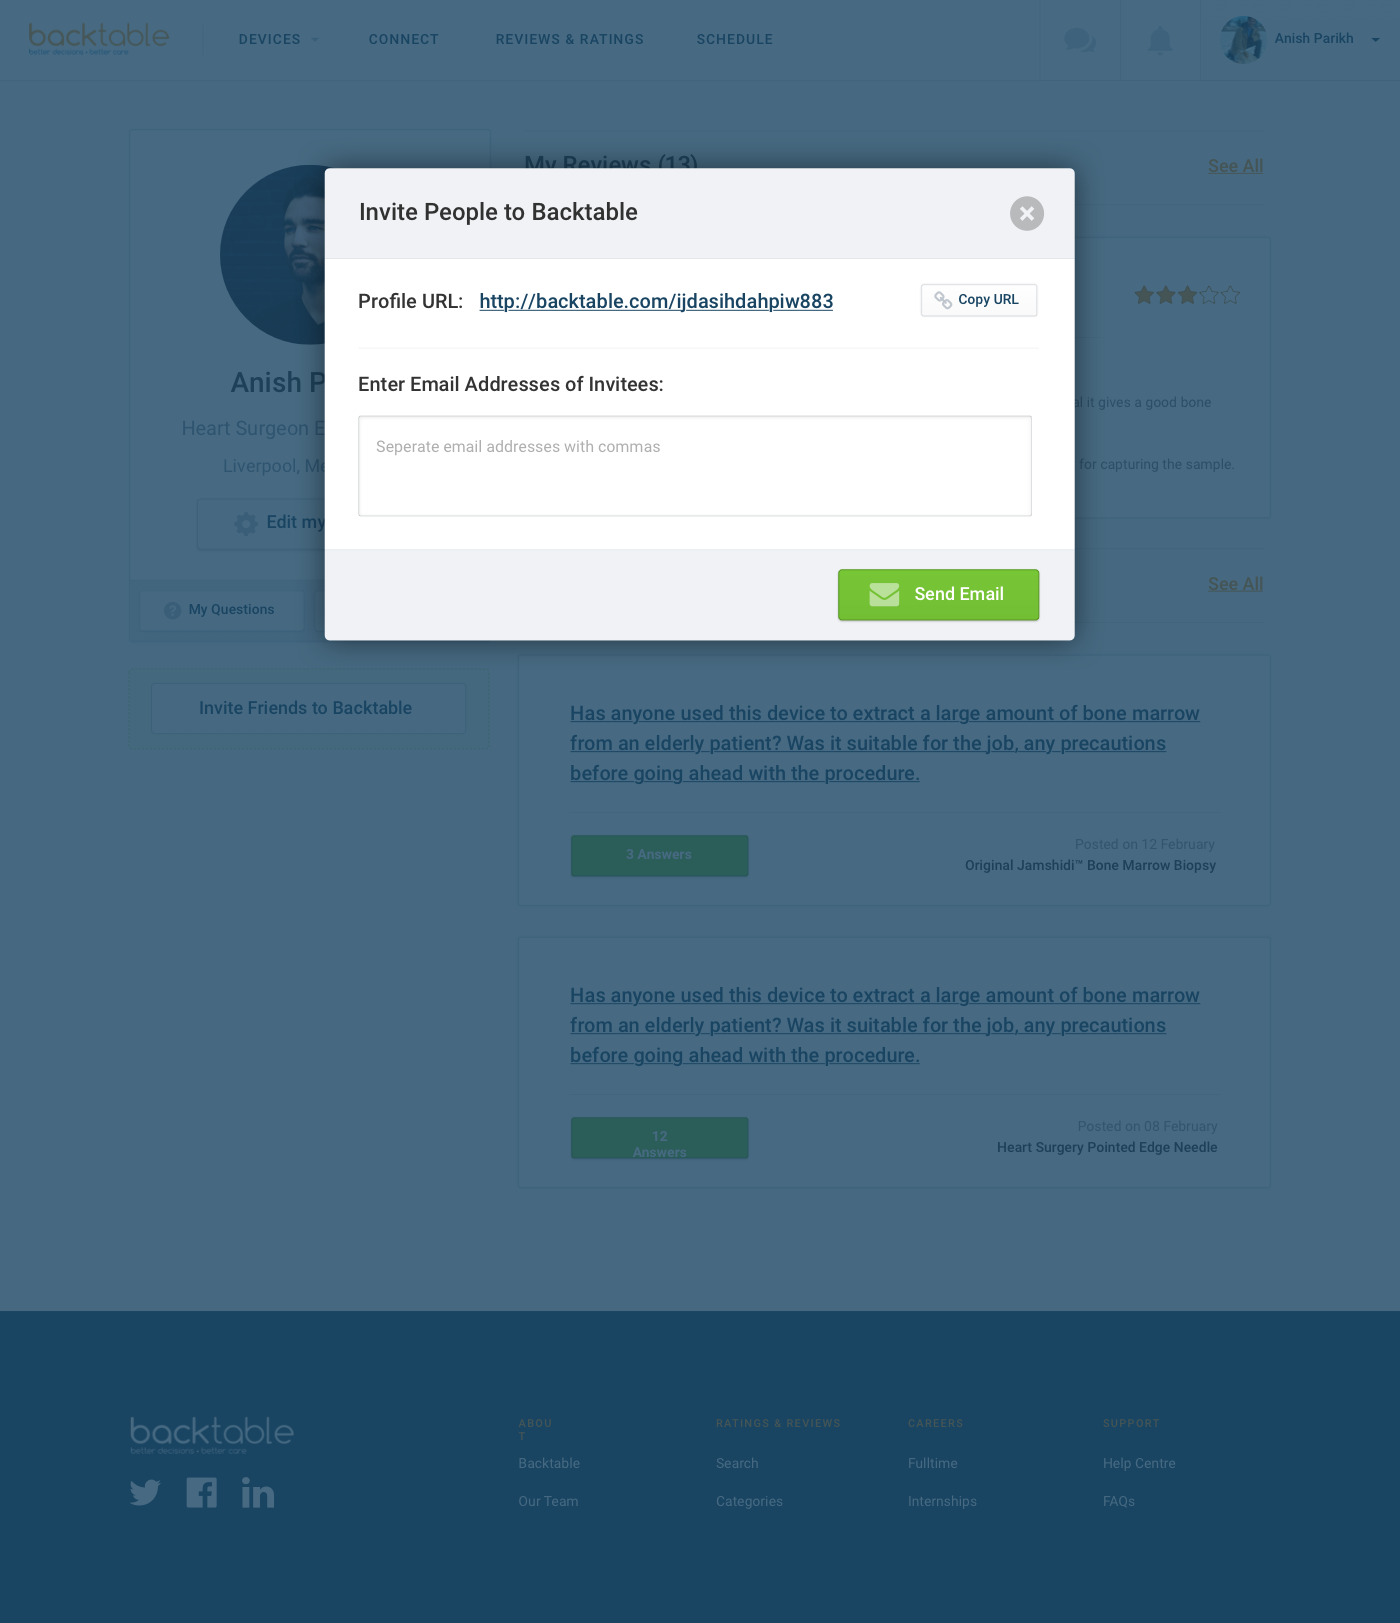 backtable
better decisions - better care
DEVICES
CONNECT
REVIEWS & RATINGS
SCHEDULE
Anish Parikh
My Reviews (13)
See All
Invite People to Backtable
Profile URL: http://backtable.com/ijdasihdahpiw883
Copy URL
Enter Email Addresses of Invitees:
Seperate email addresses with commas
Send Email
Anish P
Heart Surgeon E
Liverpool, Me
Edit my
My Questions
Invite Friends to Backtable
al it gives a good bone
for capturing the sample.
See All
Has anyone used this device to extract a large amount of bone marrow
from an elderly patient? Was it suitable for the job, any precautions
before going ahead with the procedure.
3 Answers
Posted on 12 February
Original Jamshidi™ Bone Marrow Biopsy
Has anyone used this device to extract a large amount of bone marrow
from an elderly patient? Was it suitable for the job, any precautions
before going ahead with the procedure.
12
Answers
Posted on 08 February
Heart Surgery Pointed Edge Needle
backtable
better decisions - better care
ABOU
T
Backtable
Our Team
RATINGS & REVIEWS
Search
Categories
CAREERS
Fulltime
Internships
SUPPORT
Help Centre
FAQs